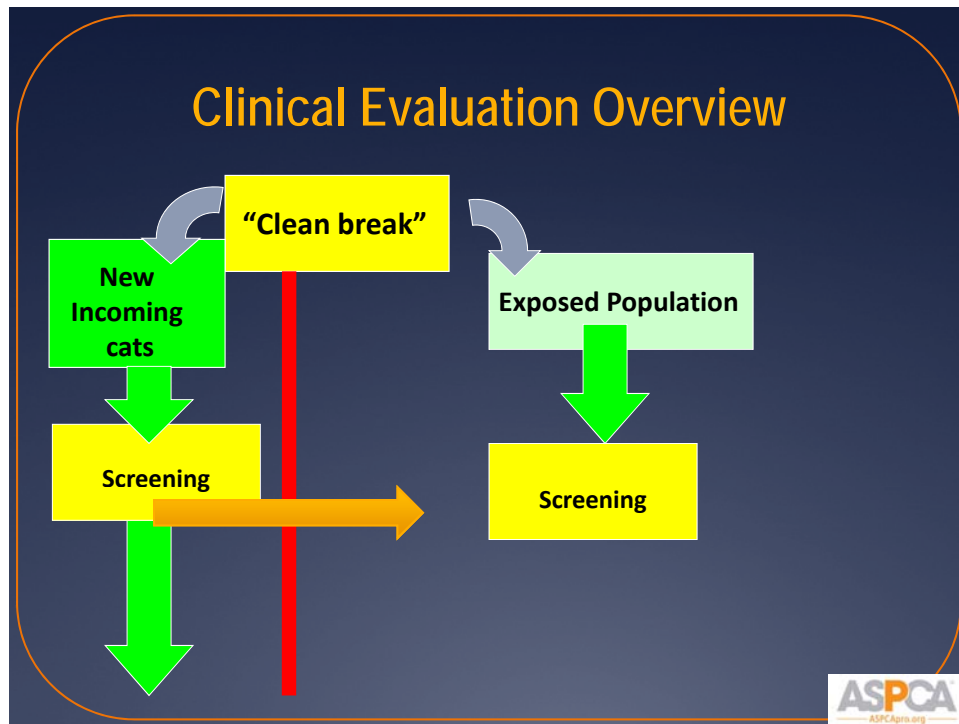 Clinical Evaluation Overview
“Clean break”
New
Incoming
cats
Exposed Population
Screening
Screening
ASPCA
ASPCApro.org